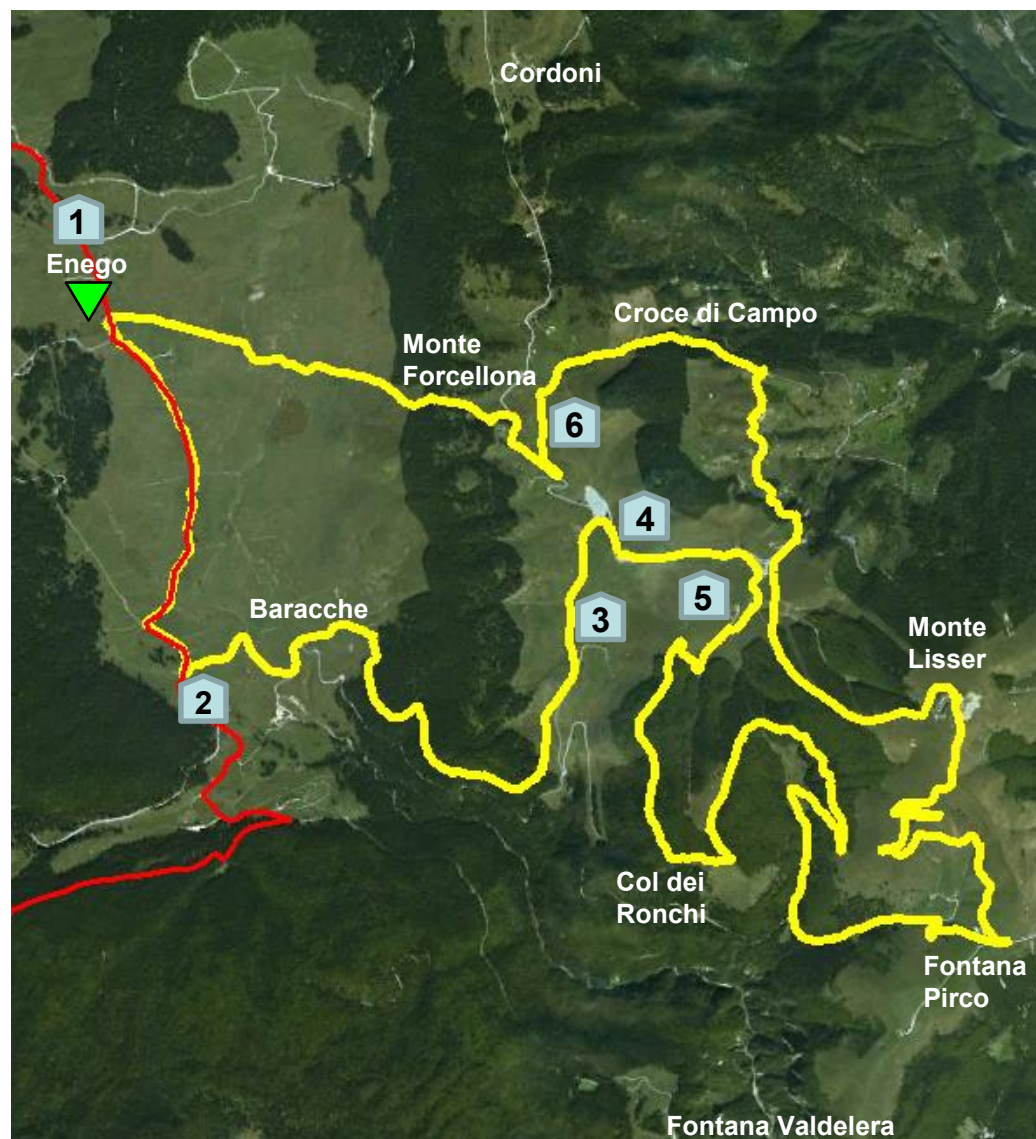 Cordoni
1
Enego
Croce di Campo
Monte
Forcellona
6
4
Baracche
5
3
Monte
Lisser
2
Col dei
Ronchi
Fontana
Pirco
Fontana Valdelera